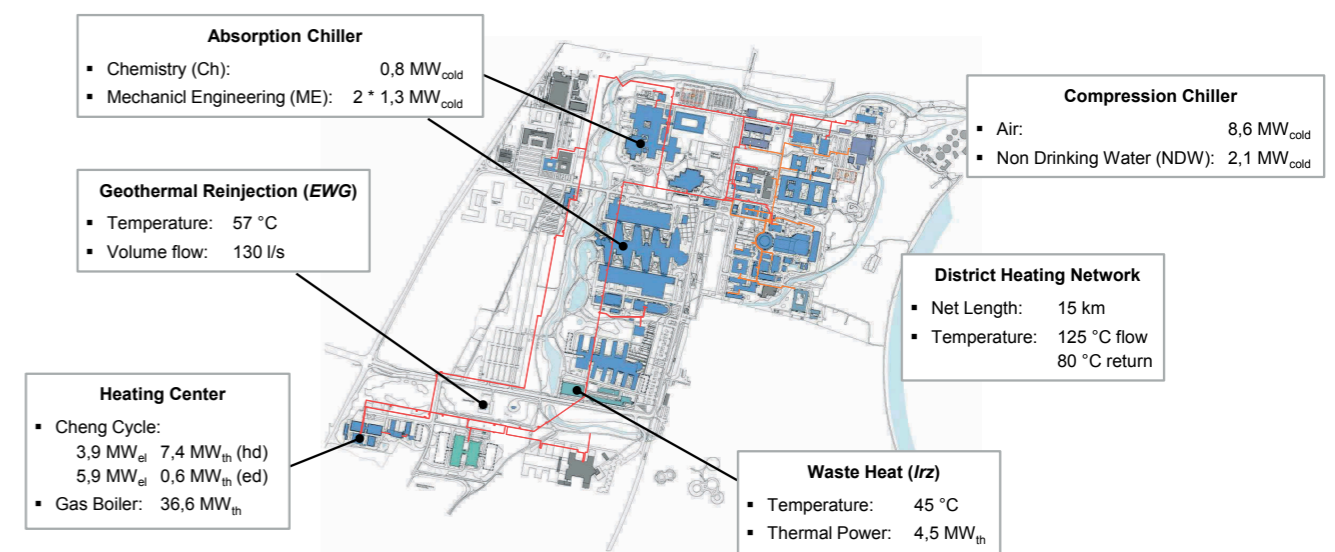 Absorption Chiller
▪ Chemistry (Ch): 0,8 MWcold
▪ Mechanicl Engineering (ME): 2 * 1,3 MWcold
Compression Chiller
▪ Air: 8,6 MWcold
▪ Non Drinking Water (NDW): 2,1 MWcold
Geothermal Reinjection (EWG)
▪ Temperature: 57 °C
▪ Volume flow: 130 l/s
District Heating Network
▪ Net Length: 15 km
▪ Temperature: 125 °C flow
80 °C return
Heating Center
▪ Cheng Cycle:
3,9 MWel 7,4 MWth (hd)
5,9 MWel 0,6 MWth (ed)
▪ Gas Boiler: 36,6 MWth
Waste Heat (lrz)
▪ Temperature: 45 °C
▪ Thermal Power: 4,5 MWth